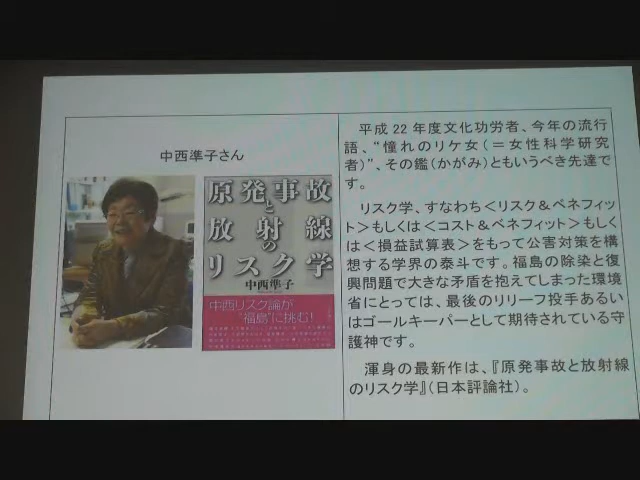 中西準子さん
原発事故
と
放射線
の
リスク学
中西準子
中西リスク論が
“福島”に挑む!
平成22年度文化功労者、今年の流行
語、“憧れのリケ女(=女性科学研究
者)”、その鑑(かがみ)ともいうべき先達で
す。
リスク学、すなわち<リスク&ベネフィッ
ト>もしくは<コスト&ベネフィット>もしく
は<損益試算表>をもって公害対策を構
想する学界の泰斗です。福島の除染と復
興問題で大きな矛盾を抱えてしまった環境
省にとっては、最後のリリーフ投手あるい
はゴールキーパーとして期待されている守
護神です。
渾身の最新作は、『原発事故と放射線
のリスク学』(日本評論社)。